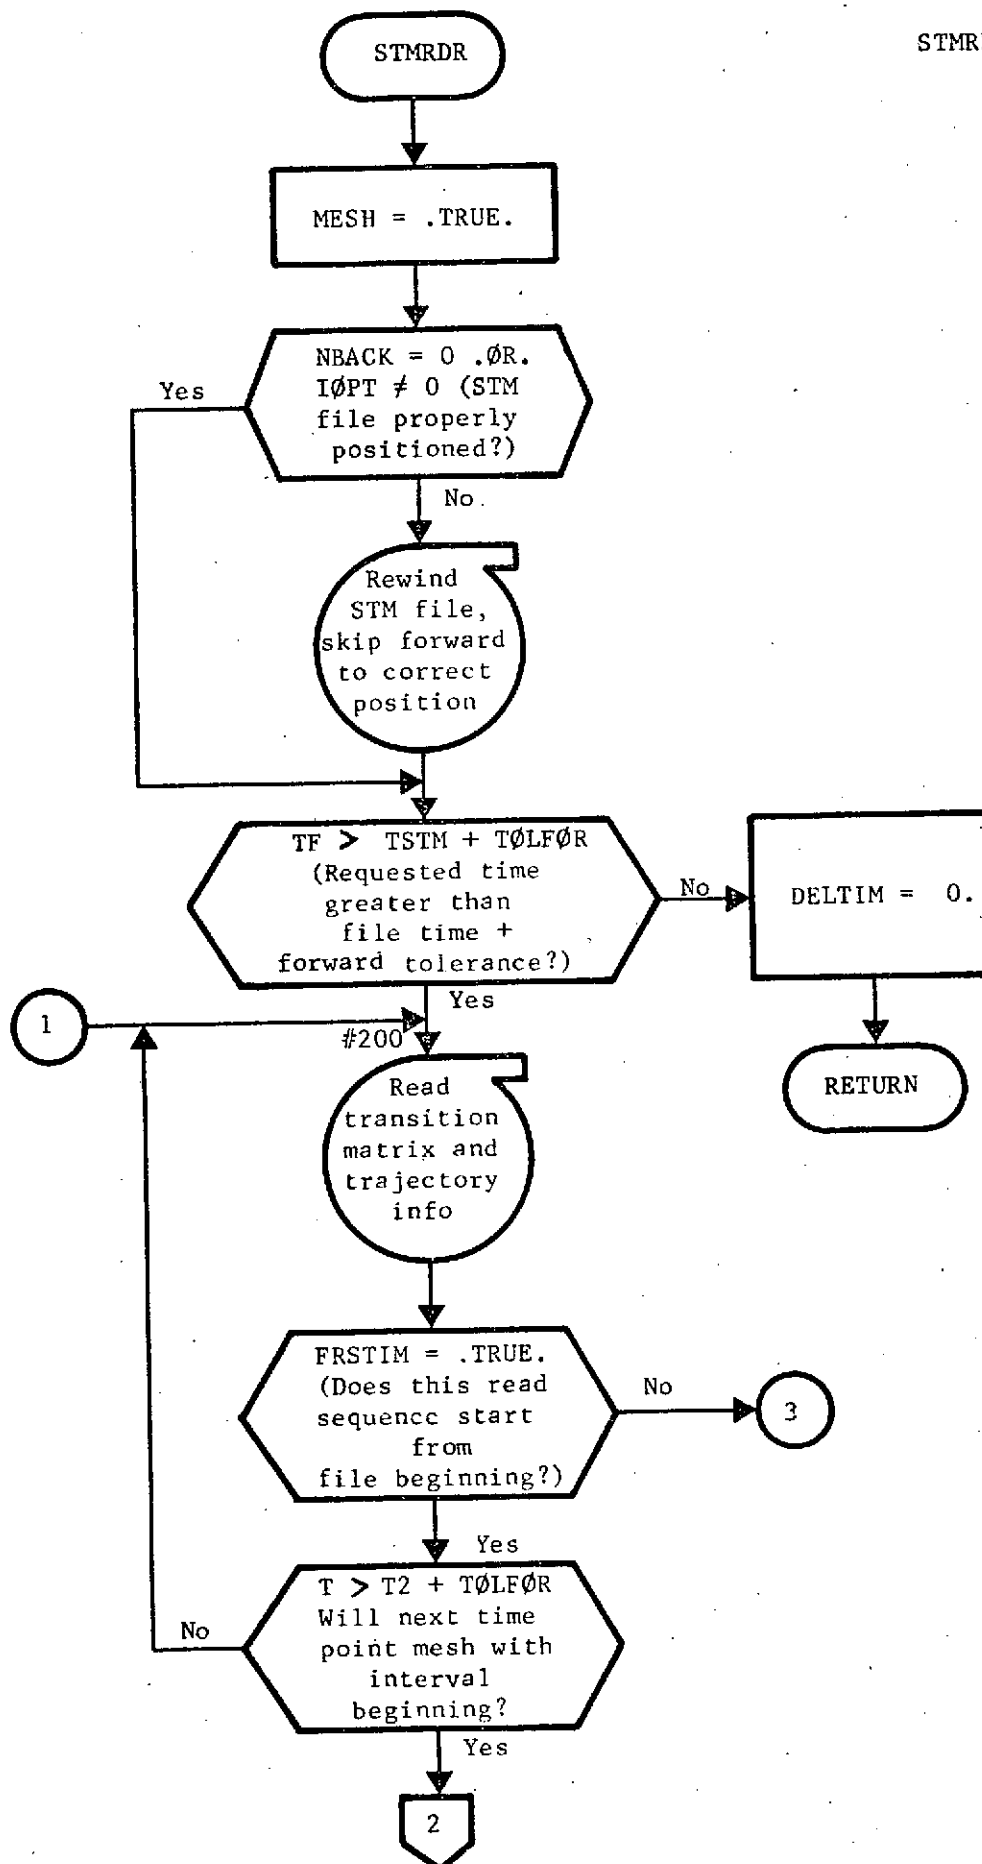 STMRDR
STMR
MESH = .TRUE.
NBACK = 0 .ØR.
IØPT ≠ 0 (STM
file properly
positioned?)
Yes
No
Rewind
STM file,
skip forward
to correct
position
TF > TSTM + TØLFØR
(Requested time
greater than
file time +
forward tolerance?)
No
DELTIM = 0.
Yes
1
#200
RETURN
Read
transition
matrix and
trajectory
info
FRSTIM = .TRUE.
(Does this read
sequence start
from
file beginning?)
No
3
Yes
T > T2 + TØLFØR
Will next time
point mesh with
interval
beginning?
No
Yes
2